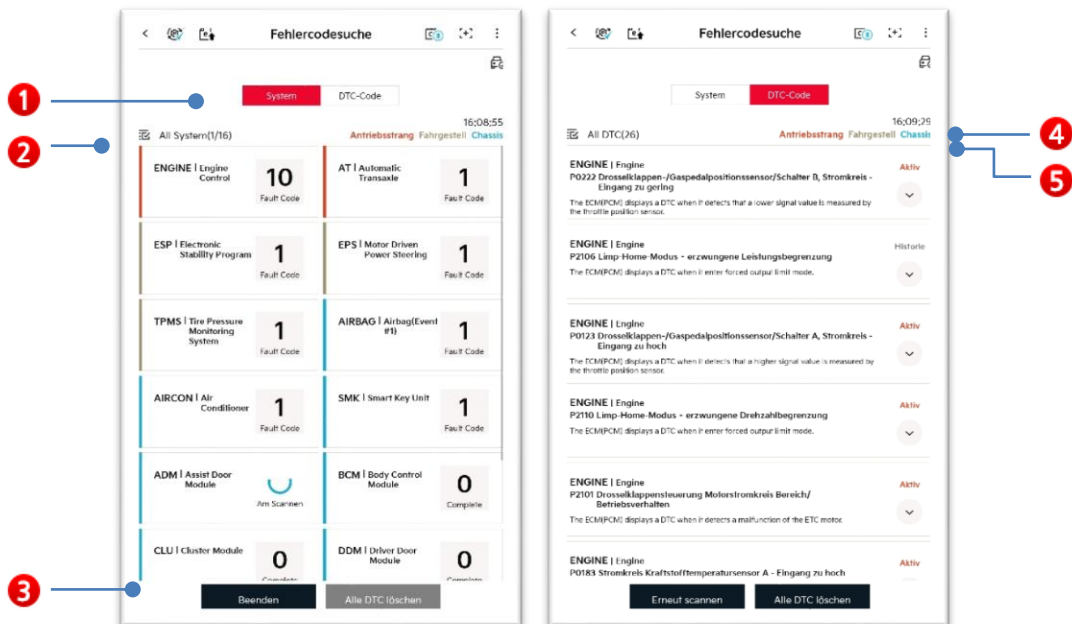 Fehlercodesuche
System
DTC-Code
1
16:08:55
All System(1/16)
Antriebsstrang Fahrgestell Chassis
2
ENGINE | Engine
Control
10
Fault Code
AT | Automatic
Transaxle
1
Fault Code
ESP | Electronic
Stability Program
1
Fault Code
EPS | Motor Driven
Power Steering
1
Fault Code
TPMS | Tire Pressure
Monitoring
System
1
Fault Code
AIRBAG | Airbag(Event
#1)
1
Fault Code
AIRCON | Air
Conditioner
1
Fault Code
SMK | Smart Key Unit
1
Fault Code
ADM | Assist Door
Module
Am Scannen
BCM | Body Control
Module
0
Complete
CLU | Cluster Module
0
Complete
DDM | Driver Door
Module
0
Complete
3
Beenden
Alle DTC löschen
Fehlercodesuche
System
DTC-Code
16:09:29
All DTC(26)
Antriebsstrang Fahrgestell Chassis
4
5
ENGINE | Engine
Aktiv
P0222 Drosselklappen-/Gaspedalpositionssensor/Schalter B, Stromkreis -
Eingang zu gering
The ECM(PCM) displays a DTC when it detects that a lower signal value is measured by
the throttle position sensor.
ENGINE | Engine
Historie
P2106 Limp-Home-Modus - erzwungene Leistungsbegrenzung
The ECM(PCM) displays a DTC when it enter forced output limit mode.
ENGINE | Engine
Aktiv
P0123 Drosselklappen-/Gaspedalpositionssensor/Schalter A, Stromkreis -
Eingang zu hoch
The ECM(PCM) displays a DTC when it detects that a higher signal value is measured by
the throttle position sensor.
ENGINE | Engine
Aktiv
P2110 Limp-Home-Modus - erzwungene Drehzahlbegrenzung
The ECM(PCM) displays a DTC when it enter forced output limit mode.
ENGINE | Engine
Aktiv
P2101 Drosselklappensteuerung Motorstromkreis Bereich/
Betriebsverhalten
The ECM(PCM) displays a DTC when it detects a malfunction of the ETC motor.
ENGINE | Engine
Aktiv
P0183 Stromkreis Kraftstofftemperatursensor A - Eingang zu hoch
Erneut scannen
Alle DTC löschen